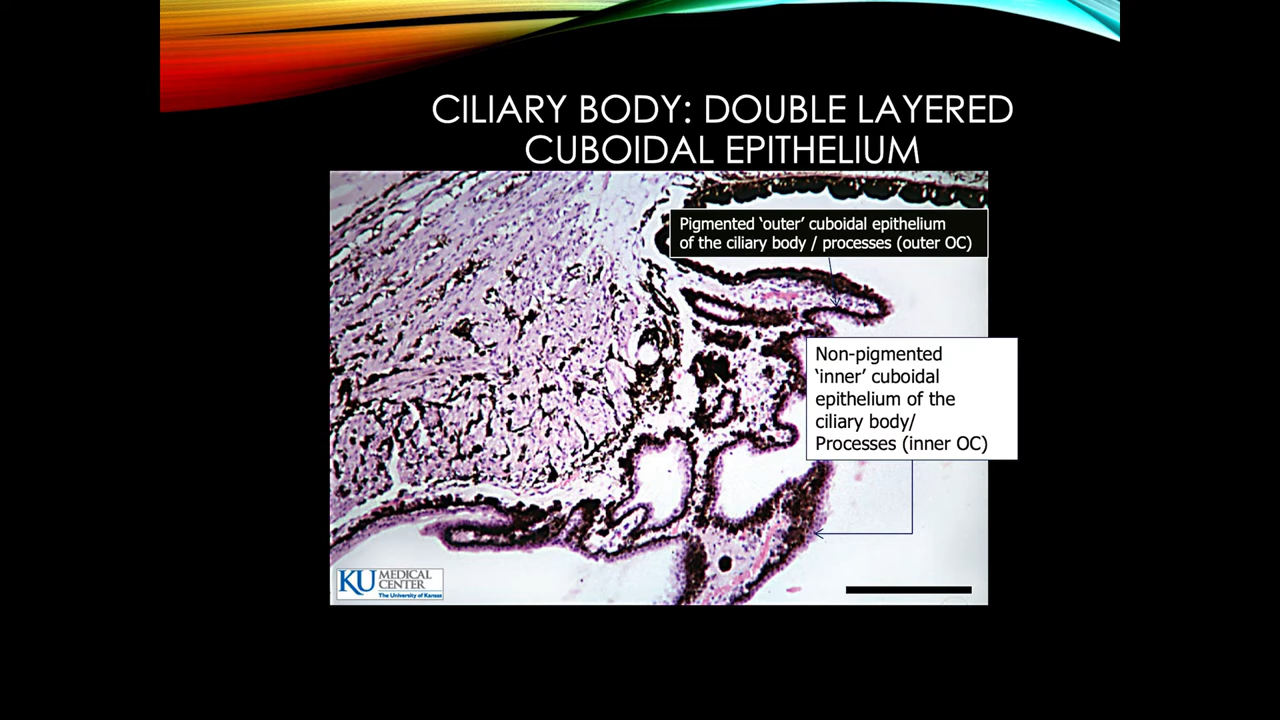 CILIARY BODY: DOUBLE LAYERED
CUBOIDAL EPITHELIUM
Pigmented ‘outer’ cuboidal epithelium
of the ciliary body / processes (outer OC)
Non-pigmented
‘inner’ cuboidal
epithelium of the
ciliary body/
Processes (inner OC)
KU MEDICAL
CENTER
The University of Kansas